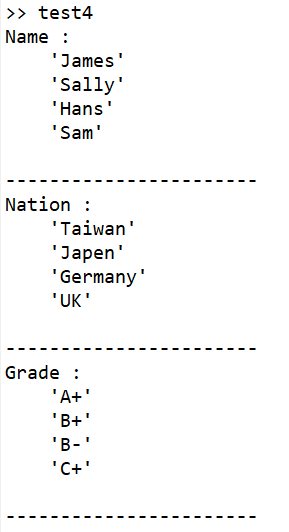 >> test4
Name :
'James'
'Sally'
'Hans'
'Sam'
-----------------------
Nation :
'Taiwan'
'Japen'
'Germany'
'UK'
-----------------------
Grade :
'A+'
'B+'
'B-'
'C+'
-----------------------